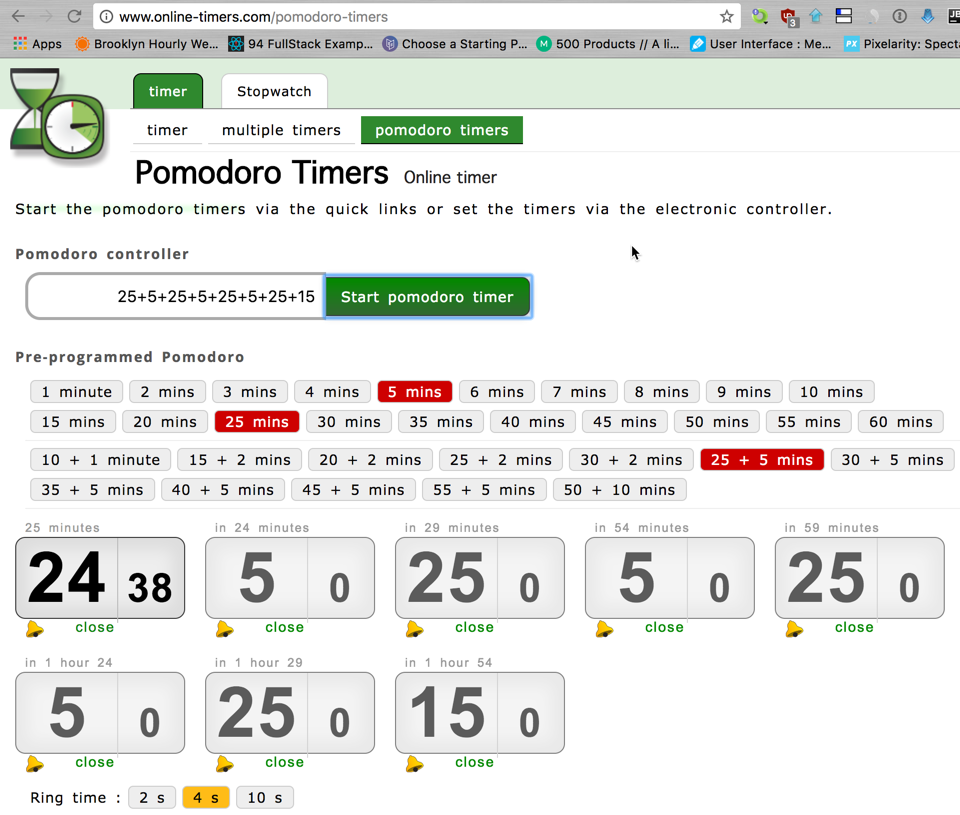 www.online-timers.com/pomodoro-timers
3
Apps Brooklyn Hourly We... 94 FullStack Examp... Choose a Starting P... M 500 Products // A li... User Interface : Me... PX Pixelarity: Specta
timer Stopwatch
timer multiple timers pomodoro timers
Pomodoro Timers Online timer
Start the pomodoro timers via the quick links or set the timers via the electronic controller.
Pomodoro controller
25+5+25+5+25+5+25+15 Start pomodoro timer
Pre-programmed Pomodoro
1 minute 2 mins 3 mins 4 mins 5 mins 6 mins 7 mins 8 mins 9 mins 10 mins
15 mins 20 mins 25 mins 30 mins 35 mins 40 mins 45 mins 50 mins 55 mins 60 mins
10 + 1 minute 15 + 2 mins 20 + 2 mins 25 + 2 mins 30 + 2 mins 25 + 5 mins 30 + 5 mins
35 + 5 mins 40 + 5 mins 45 + 5 mins 55 + 5 mins 50 + 10 mins
25 minutes in 24 minutes in 29 minutes in 54 minutes in 59 minutes
24 38 5 0 25 0 5 0 25 0
close close close close close
in 1 hour 24 in 1 hour 29 in 1 hour 54
5 0 25 0 15 0
close close close
Ring time : 2 s 4 s 10 s